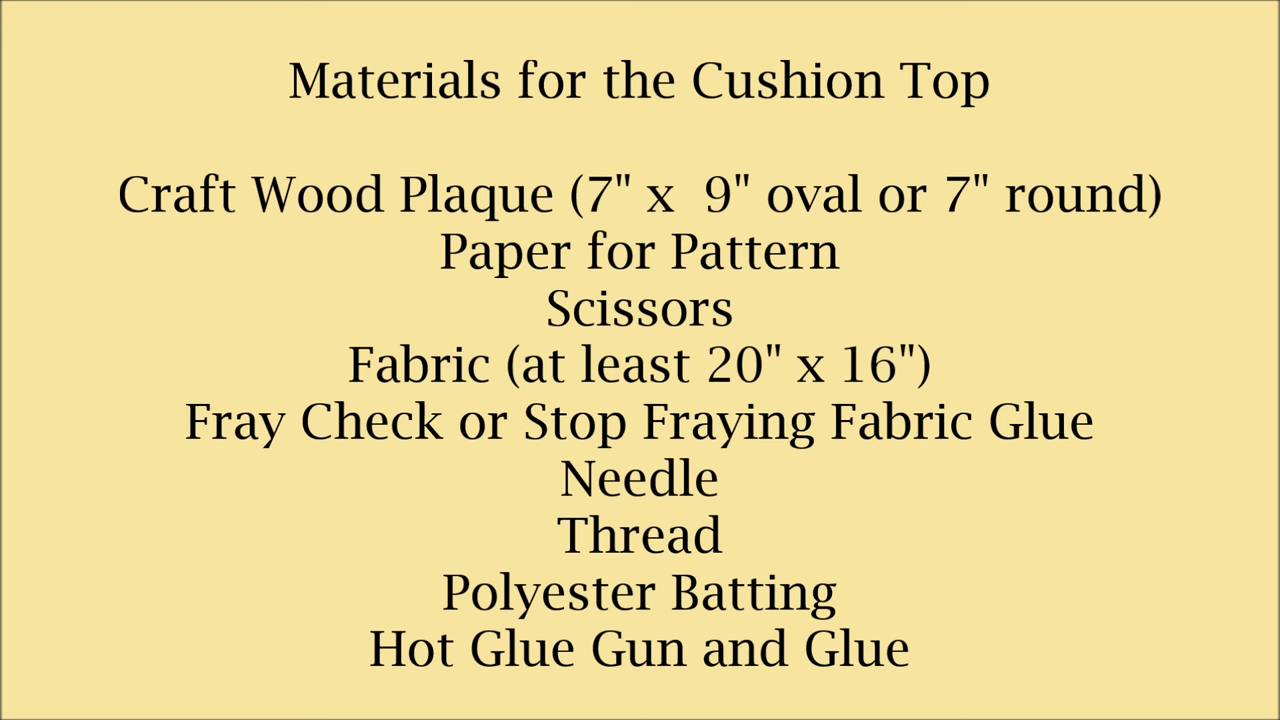 Materials for the Cushion Top
Craft Wood Plaque (7" x  9" oval or 7" round)
Paper for Pattern
Scissors
Fabric (at least 20" x 16")
Fray Check or Stop Fraying Fabric Glue
Needle
Thread
Polyester Batting
Hot Glue Gun and Glue